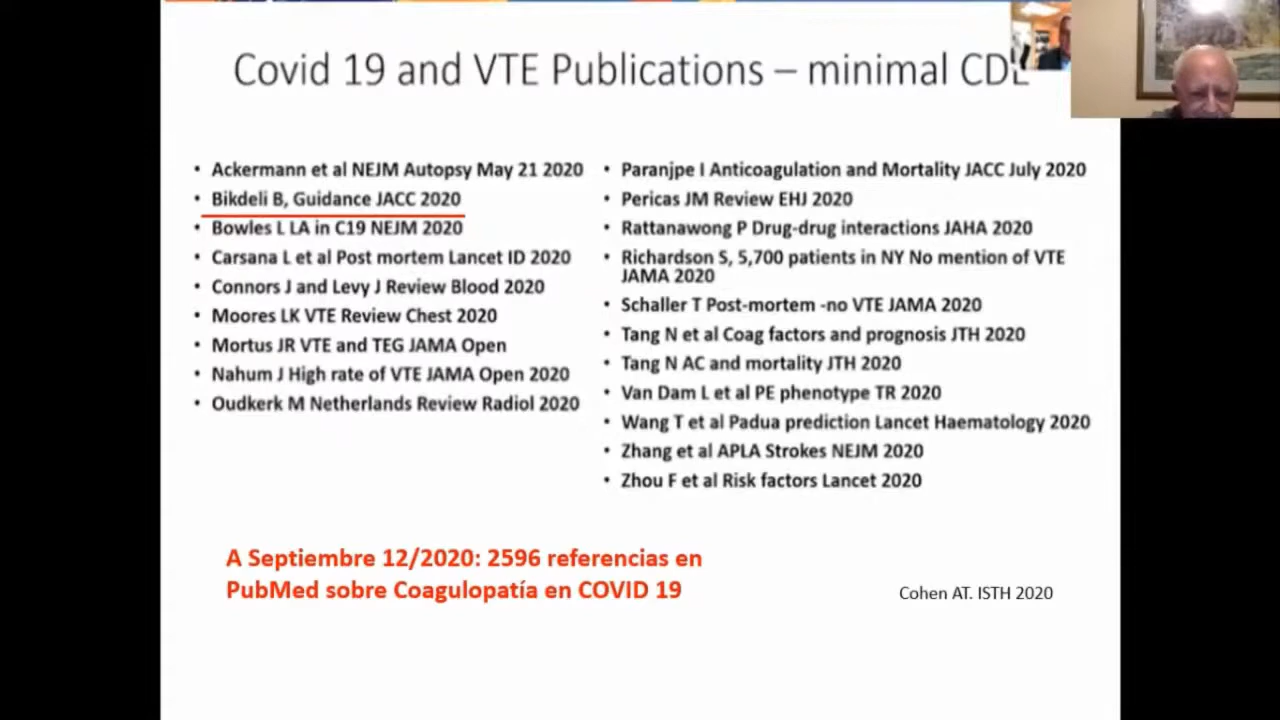 Covid 19 and VTE Publications – minimal CDL
• Ackermann et al NEJM Autopsy May 21 2020
• Bikdeli B, Guidance JACC 2020
• Bowles L LA in C19 NEJM 2020
• Carsana L et al Post mortem Lancet ID 2020
• Connors J and Levy J Review Blood 2020
• Moores LK VTE Review Chest 2020
• Mortus JR VTE and TEG JAMA Open
• Nahum J High rate of VTE JAMA Open 2020
• Oudkerk M Netherlands Review Radiol 2020
• Paranjpe I Anticoagulation and Mortality JACC July 2020
• Pericas JM Review EHJ 2020
• Rattanawong P Drug-drug interactions JAHA 2020
• Richardson S, 5,700 patients in NY No mention of VTE
JAMA 2020
• Schaller T Post-mortem -no VTE JAMA 2020
• Tang N et al Coag factors and prognosis JTH 2020
• Tang N AC and mortality JTH 2020
• Van Dam L et al PE phenotype TR 2020
• Wang T et al Padua prediction Lancet Haematology 2020
• Zhang et al APLA Strokes NEJM 2020
• Zhou F et al Risk factors Lancet 2020
A Septiembre 12/2020: 2596 referencias en
PubMed sobre Coagulopatía en COVID 19
Cohen AT. ISTH 2020